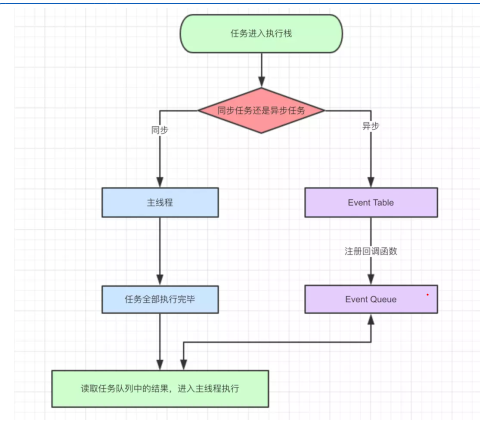 任务进入执行栈
同步任务还是异步任务
同步
异步
主线程
Event Table
注册回调函数
任务全部执行完毕
Event Queue
读取任务队列中的结果，进入主线程执行